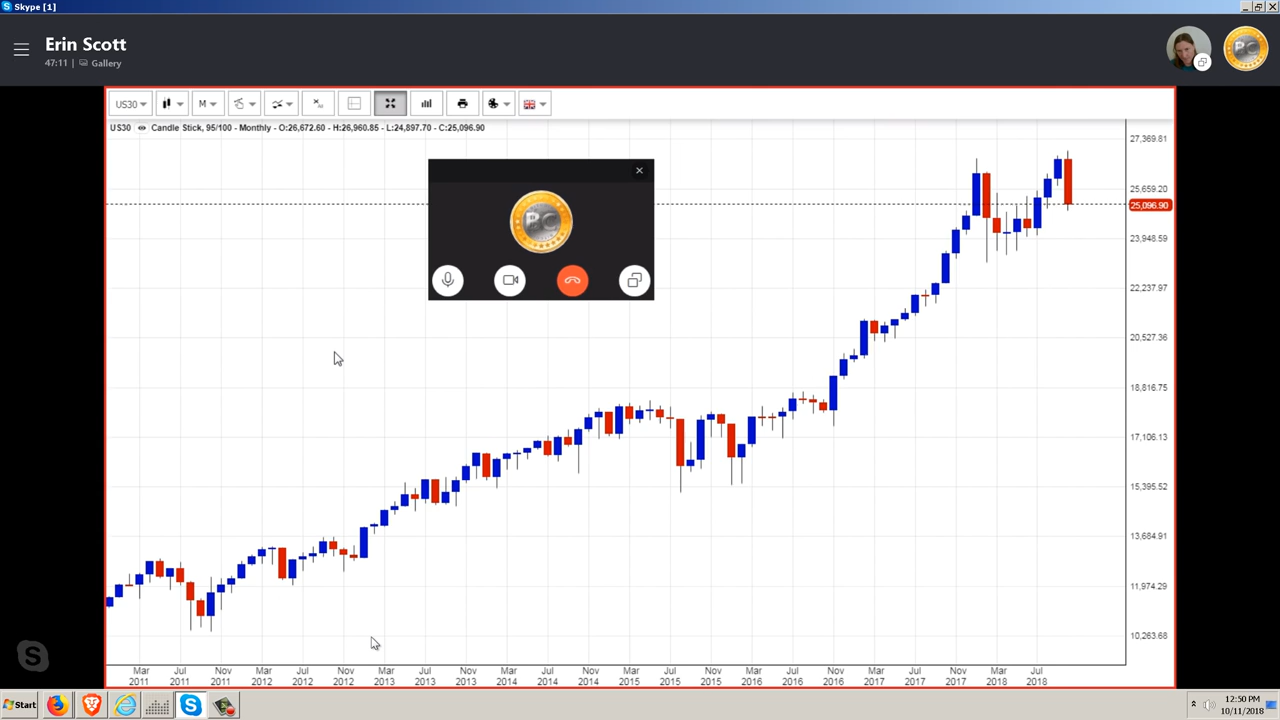 Skype [1]
Erin Scott
47:11 | Gallery
US30
M
US30 Candle Stick, 95/100 - Monthly - O:26,672.60 - H:26,960.85 - L:24,897.70 - C:25,096.90
27,369.81
25,659.20
25,096.90
23,948.59
22,237.97
20,527.36
18,816.75
17,106.13
15,395.52
13,684.91
11,974.29
10,263.68
Mar Jul Nov Mar Jul Nov Mar Jul Nov Mar Jul Nov Mar Jul Nov Mar Jul Nov Mar Jul Nov Mar Jul
2011 2011 2011 2012 2012 2012 2013 2013 2013 2014 2014 2014 2015 2015 2015 2016 2016 2016 2017 2017 2017 2018 2018
Start
12:50 PM
10/11/2018